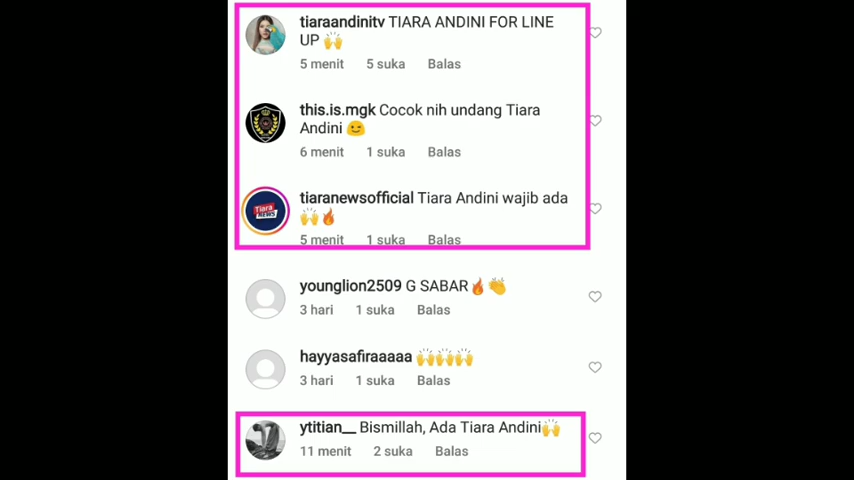 tiaraandinitv TIARA ANDINI FOR LINE
UP 🙌
5 menit 5 suka Balas
this.is.mgk Cocok nih undang Tiara
Andini 😉
6 menit 1 suka Balas
Tiara
NEWS
tiaranewsofficial Tiara Andini wajib ada
🙌🔥
5 menit 1 suka Balas
younglion2509 G SABAR🔥👏
3 hari 1 suka Balas
hayyasafiraaaaa 🙌🙌🙌
3 hari 1 suka Balas
ytitian__ Bismillah, Ada Tiara Andini🙌
11 menit 2 suka Balas